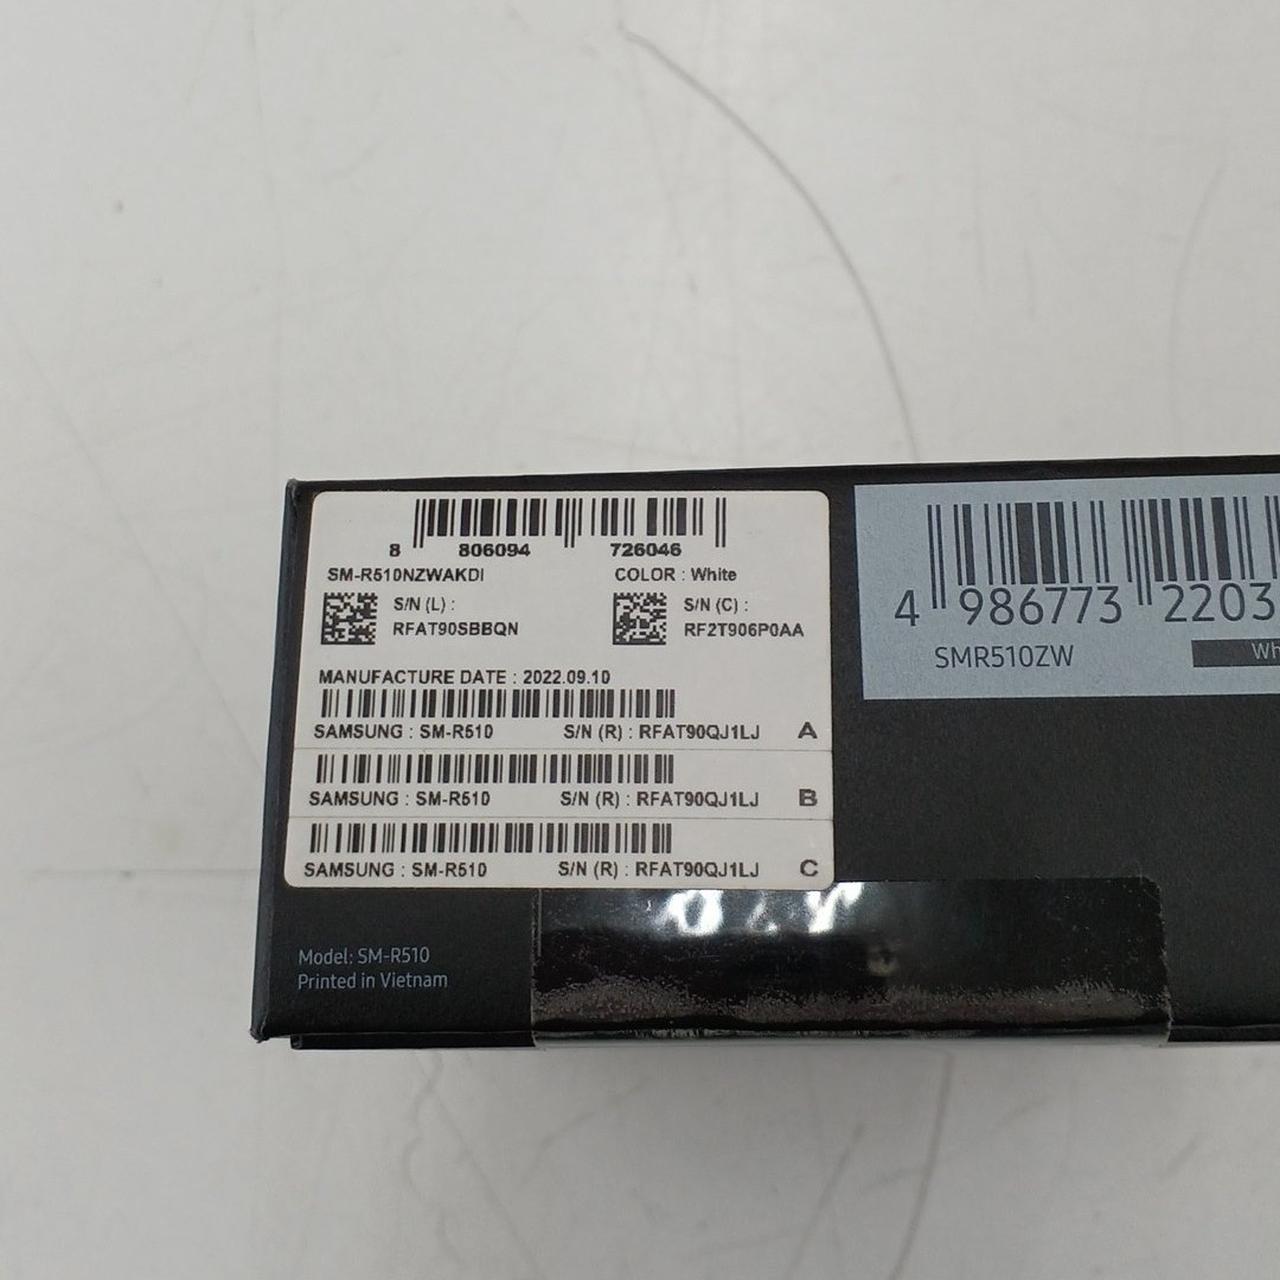 8 806094 726046
SM-R510NZWAKDI COLOR : White
S/N (L) :
RFAT90SBBQN
S/N (C) :
RF2T906P0AA
MANUFACTURE DATE : 2022.09.10
SAMSUNG : SM-R510 S/N (R) : RFAT90QJ1LJ A
SAMSUNG : SM-R510 S/N (R) : RFAT90QJ1LJ B
SAMSUNG : SM-R510 S/N (R) : RFAT90QJ1LJ C
4 986773 2203
SMR510ZW Wh
Model: SM-R510
Printed in Vietnam